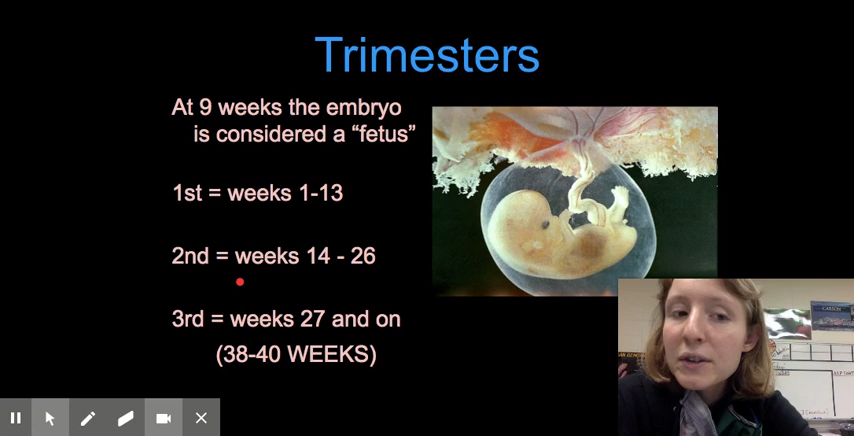 Trimesters
At 9 weeks the embryo
is considered a “fetus”
1st = weeks 1-13
2nd = weeks 14 - 26
3rd = weeks 27 and on
(38-40 WEEKS)
CARSON